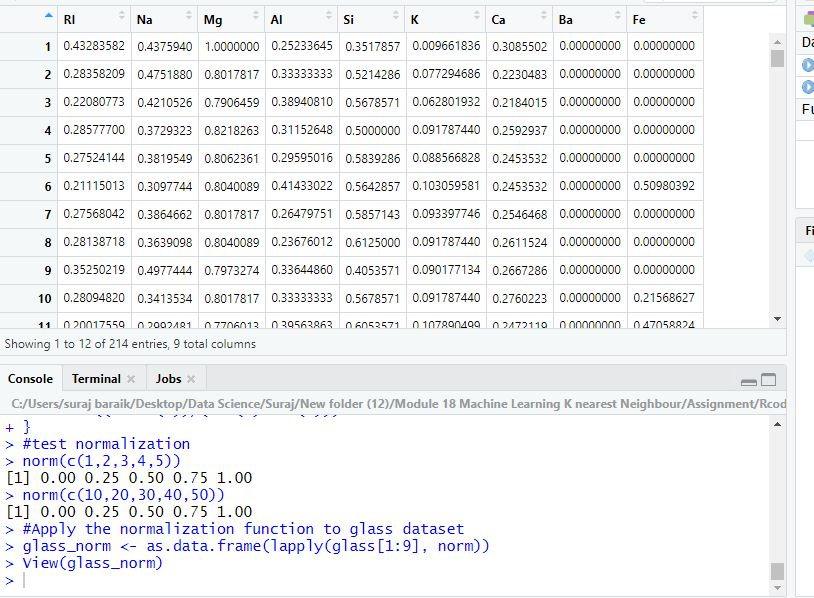 RI Na Mg Al Si K Ca Ba Fe
1 0.43283582 0.4375940 1.0000000 0.25233645 0.3517857 0.009661836 0.3085502 0.00000000 0.00000000
2 0.28358209 0.4751880 0.8017817 0.33333333 0.5214286 0.077294686 0.2230483 0.00000000 0.00000000
3 0.22080773 0.4210526 0.7906459 0.38940810 0.5678571 0.062801932 0.2184015 0.00000000 0.00000000
4 0.28577700 0.3729323 0.8218263 0.31152648 0.5000000 0.091787440 0.2592937 0.00000000 0.00000000
5 0.27524144 0.3819549 0.8062361 0.29595016 0.5839286 0.088566828 0.2453532 0.00000000 0.00000000
6 0.21115013 0.3097744 0.8040089 0.41433022 0.5642857 0.103059581 0.2453532 0.00000000 0.50980392
7 0.27568042 0.3864662 0.8017817 0.26479751 0.5857143 0.093397746 0.2546468 0.00000000 0.00000000
8 0.28138718 0.3639098 0.8040089 0.23676012 0.6125000 0.091787440 0.2611524 0.00000000 0.00000000
9 0.35250219 0.4977444 0.7973274 0.33644860 0.4053571 0.090177134 0.2667286 0.00000000 0.00000000
10 0.28094820 0.3413534 0.8017817 0.33333333 0.5678571 0.091787440 0.2760223 0.00000000 0.21568627
11 0.20017559 0.2992481 0.7706013 0.39563863 0.6053571 0.107890499 0.2472119 0.00000000 0.47058824
Showing 1 to 12 of 214 entries, 9 total columns
Console Terminal Jobs
C:/Users/suraj baraik/Desktop/Data Science/Suraj/New folder (12)/Module 18 Machine Learning K nearest Neighbour/Assignment/Rcod
+ }
> #test normalization
> norm(c(1,2,3,4,5))
[1] 0.00 0.25 0.50 0.75 1.00
> norm(c(10,20,30,40,50))
[1] 0.00 0.25 0.50 0.75 1.00
> #Apply the normalization function to glass dataset
> glass_norm <- as.data.frame(lapply(glass[1:9], norm))
> View(glass_norm)
>
Da
Fu
Fi